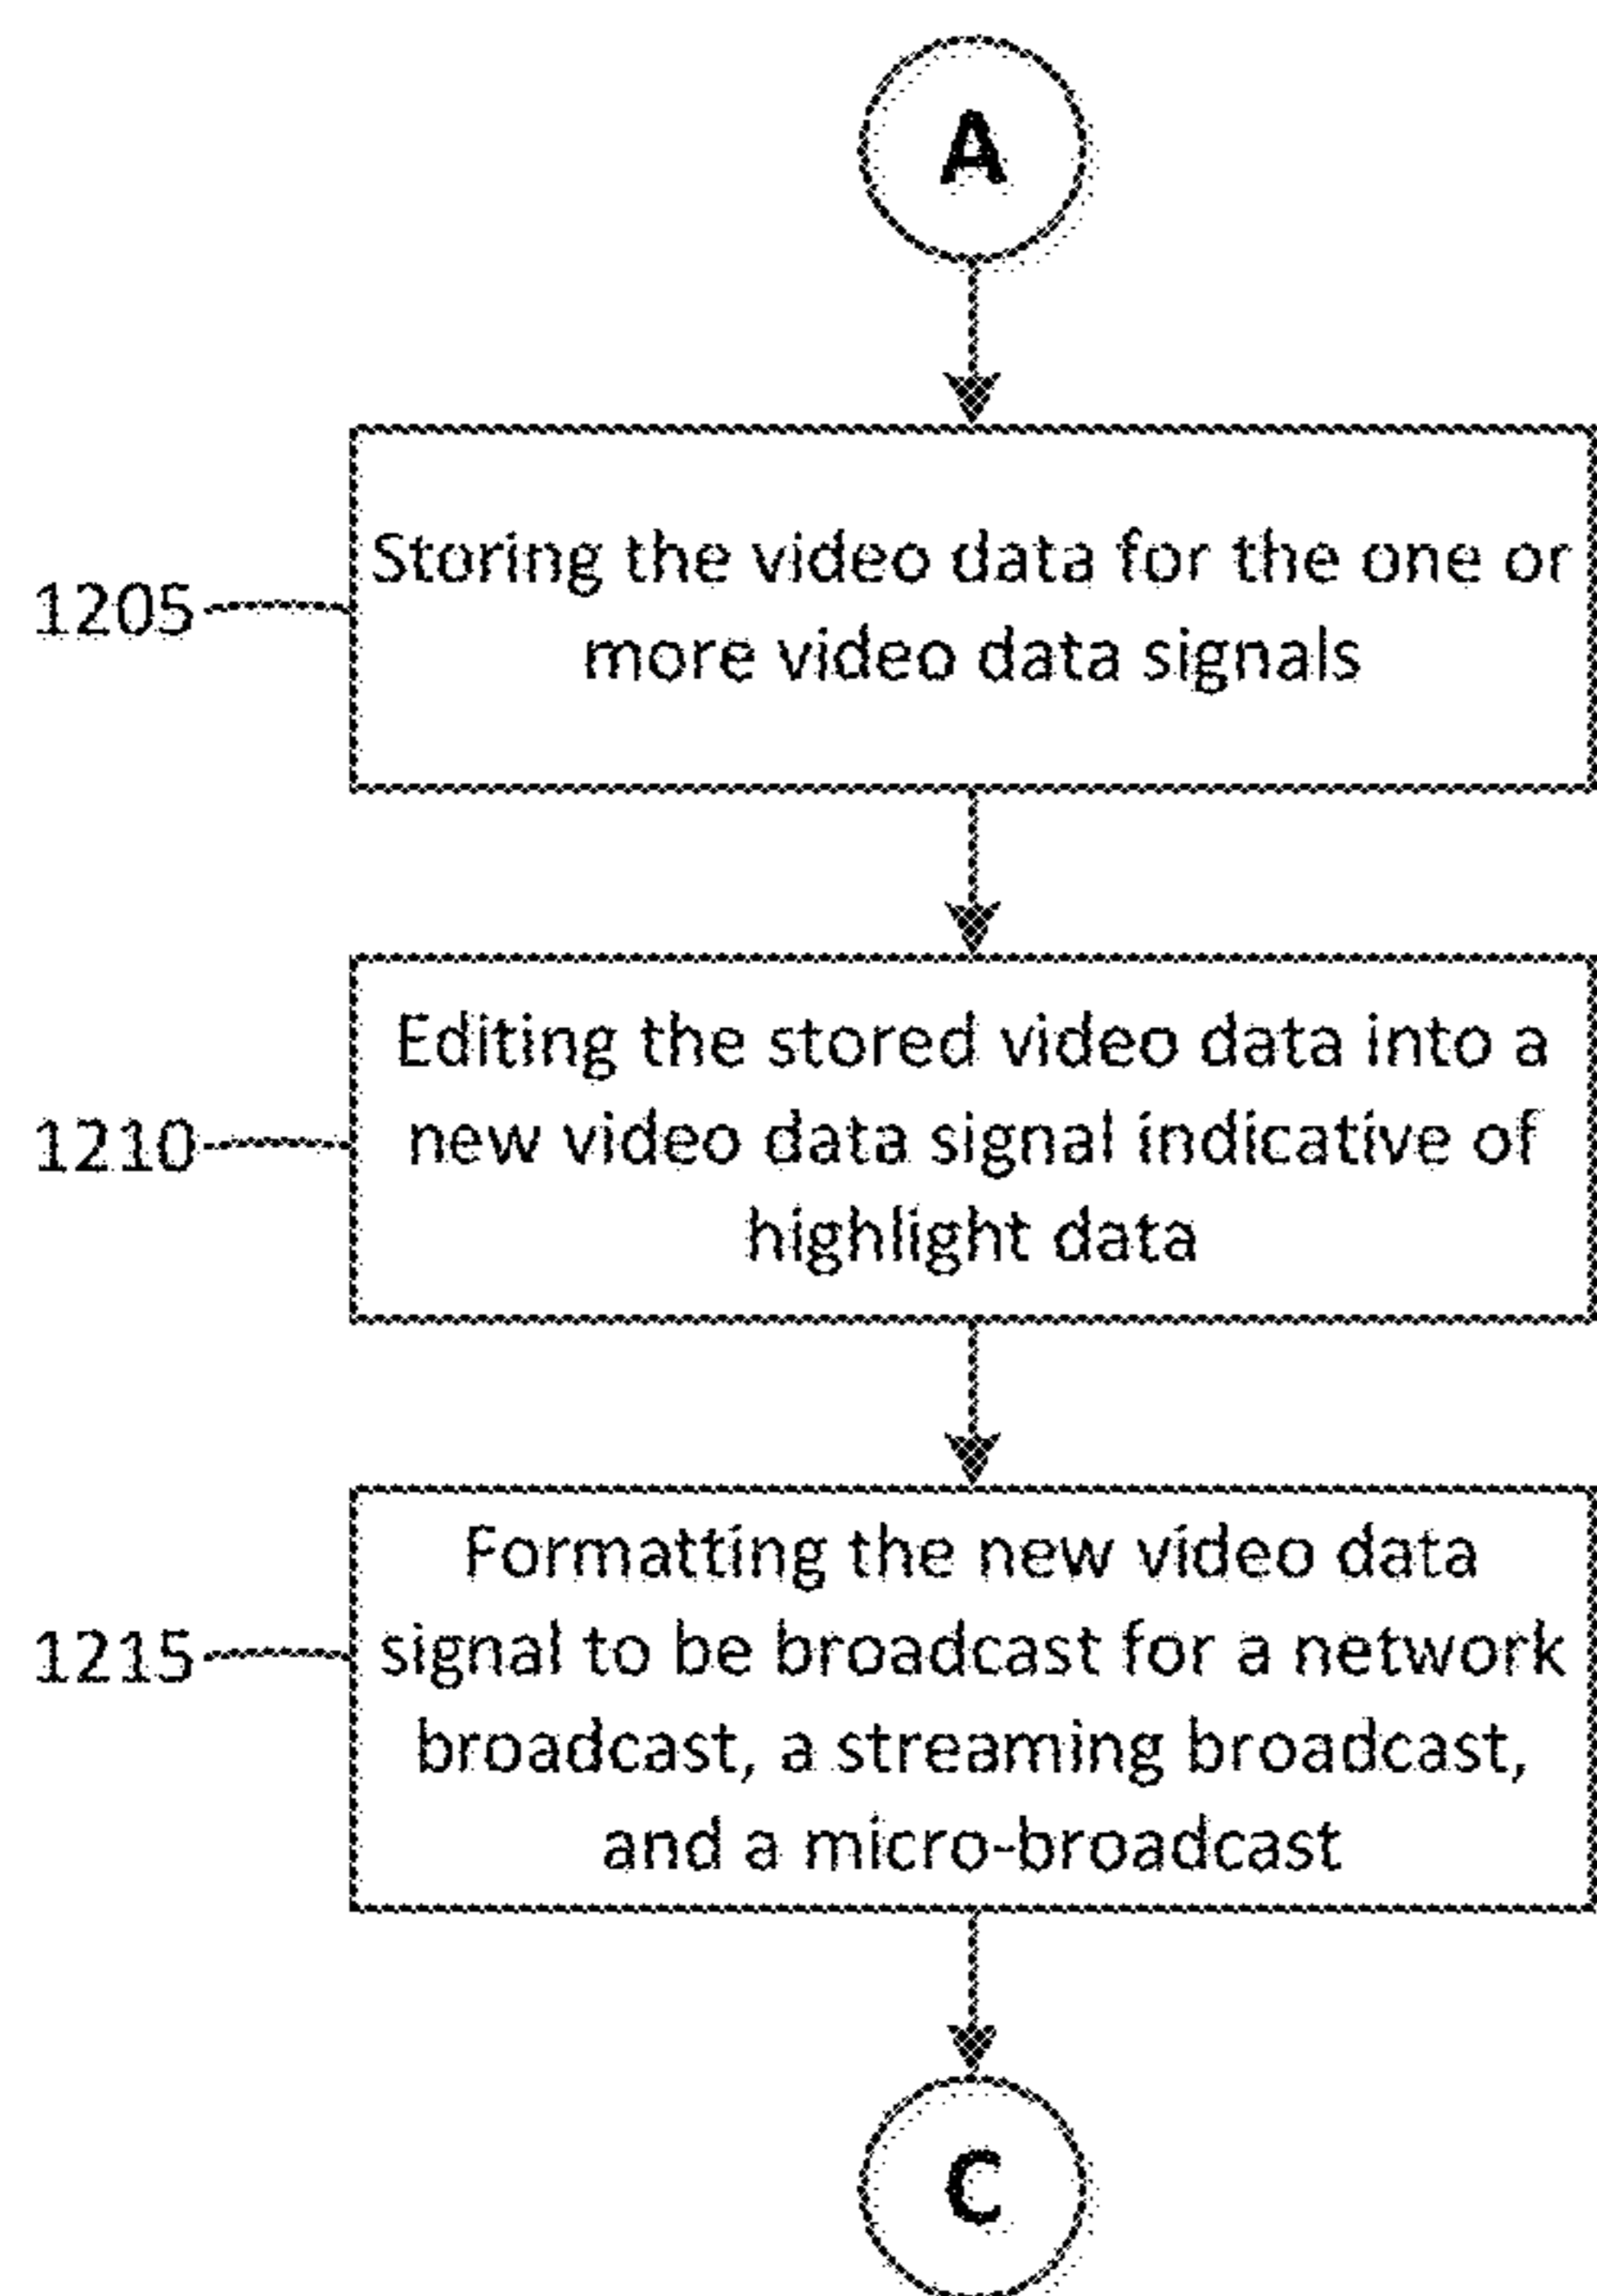 A
Storing the video data for the one or
1205
more video data signals
Editing the stored video data into a
1210
new video data signal indicative of
highlight data
Formatting the new video data
1215
signal to be broadcast for a network
broadcast, a streaming broadcast,
and a micro-broadcast
C